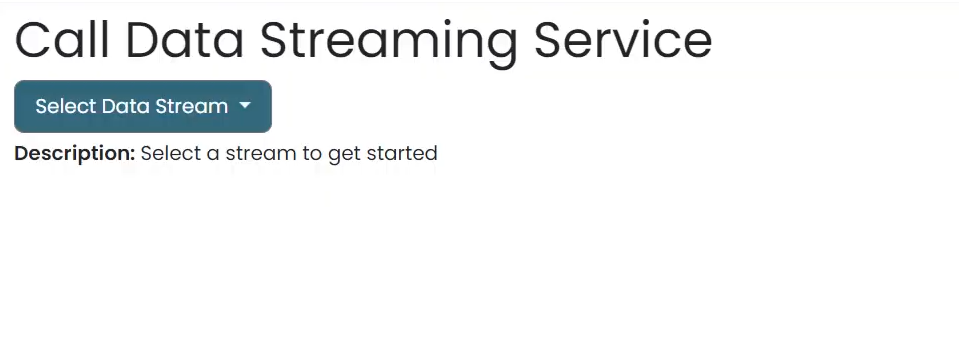 Call Data Streaming Service
Select Data Stream
Description: Select a stream to get started